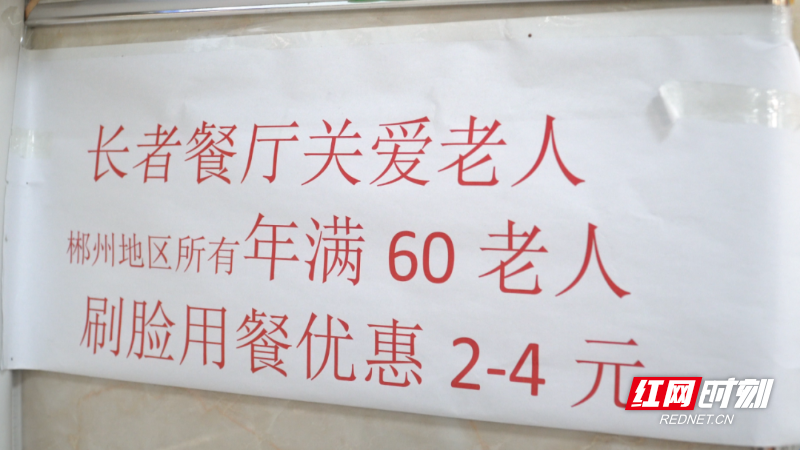 长者餐厅关爱老人
郴州地区所有年满 60 老人
刷脸用餐优惠 2-4 元
红网时刻
REDNET.CN